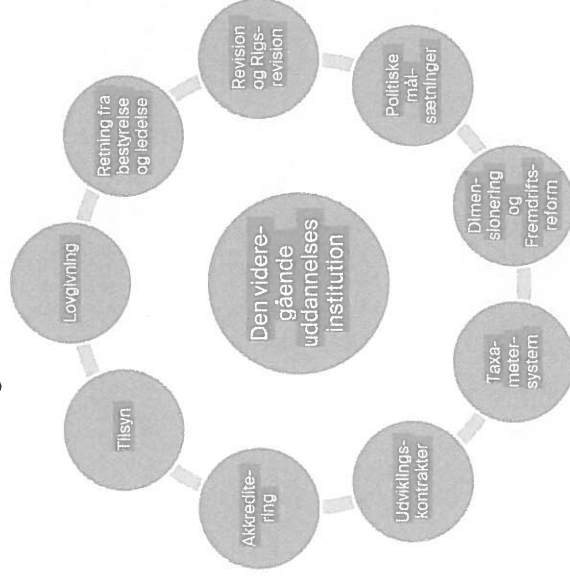 Den videre-
gående
uddannelses
institution
Lovgivning
Retning fra
bestyrelse
og ledelse
Revision
og Rigs-
revision
Politiske
mål-
sætninger
Dimen-
sionering
og
Fremdrifts-
reform
Taxa-
meter-
system
Udviklings-
kontrakter
Akkredite-
ring
Tilsyn